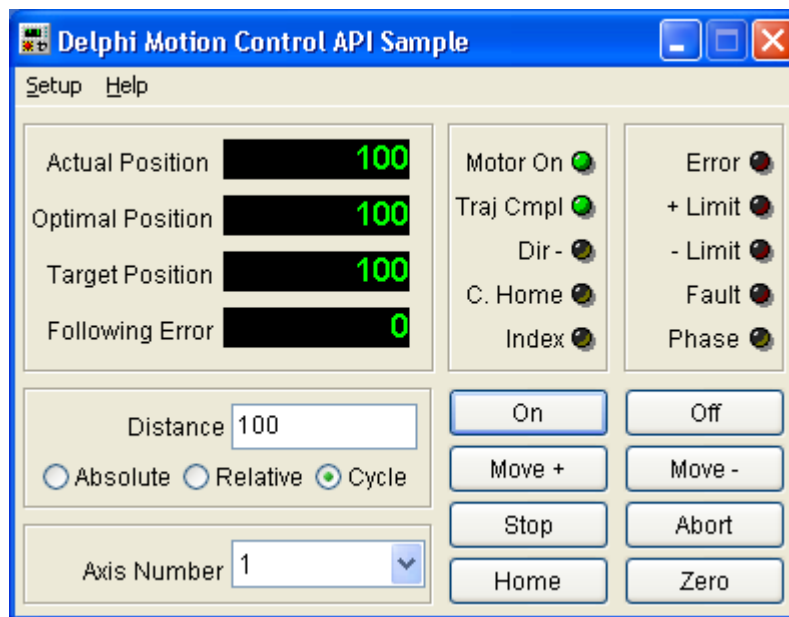 Delphi Motion Control API Sample
Setup Help
Actual Position 100
Optimal Position 100
Target Position 100
Following Error 0
Motor On
Traj Cmpl
Dir -
C. Home
Index
Error
+ Limit
- Limit
Fault
Phase
Distance 100
Absolute Relative Cycle
Axis Number 1
On Off
Move + Move -
Stop Abort
Home Zero